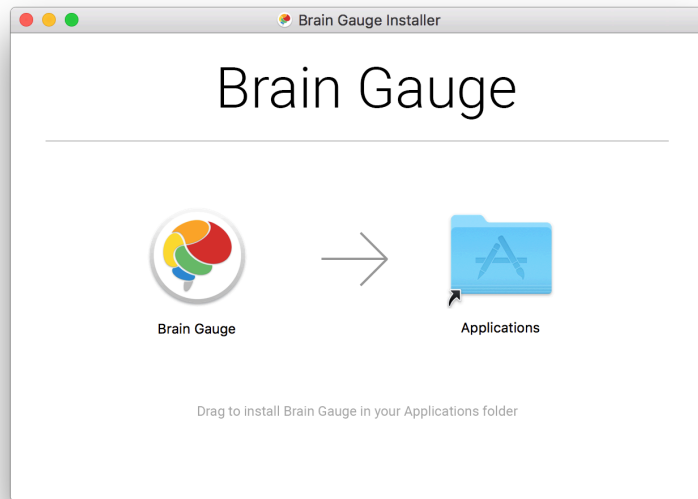 Brain Gauge Installer
Brain Gauge
Brain Gauge
Applications
Drag to install Brain Gauge in your Applications folder